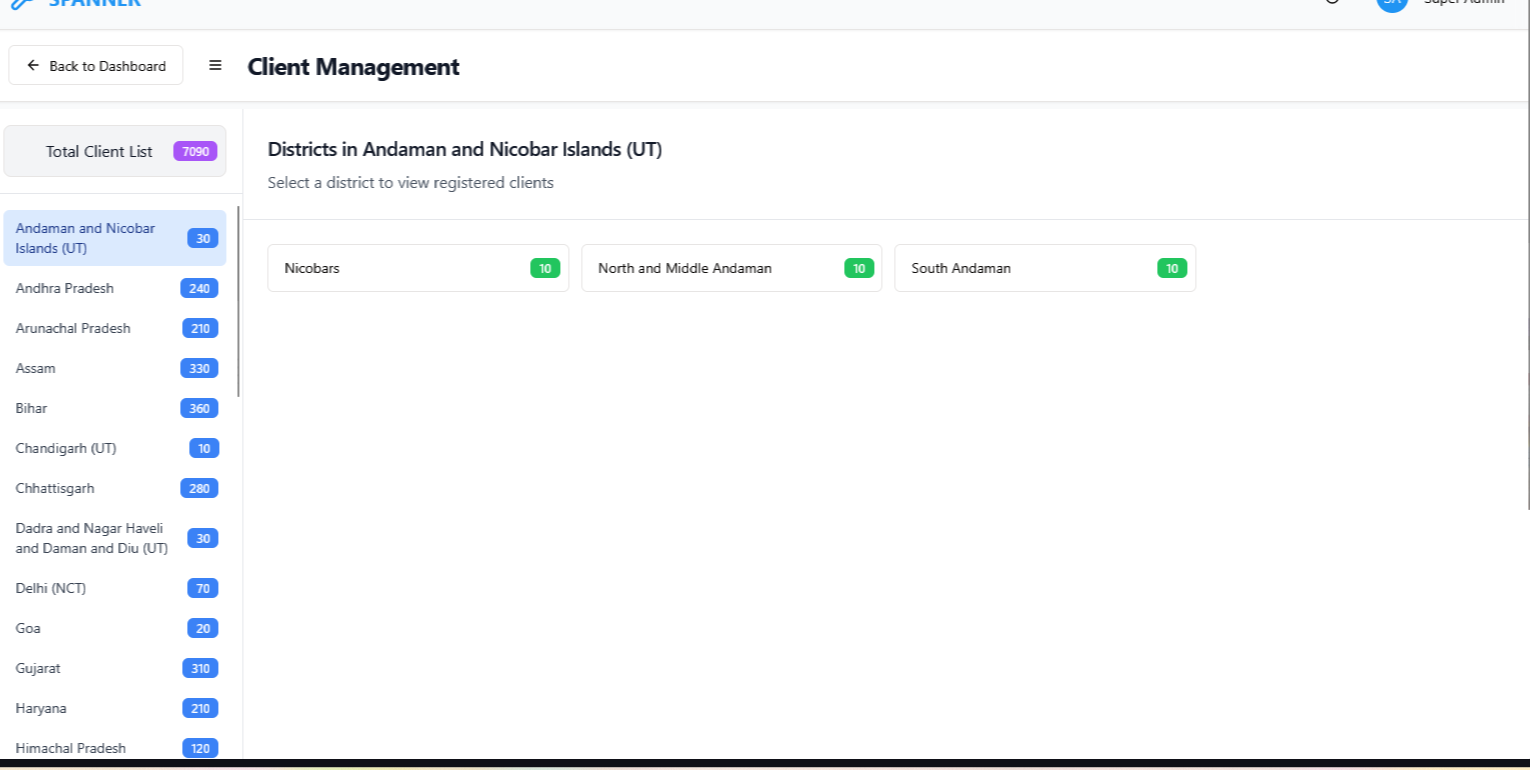 SPANNER
SA
Super Admin
Back to Dashboard
Client Management
Total Client List 7090
Districts in Andaman and Nicobar Islands (UT)
Select a district to view registered clients
Andaman and Nicobar
Islands (UT) 30
Nicobars 10
North and Middle Andaman 10
South Andaman 10
Andhra Pradesh 240
Arunachal Pradesh 210
Assam 330
Bihar 360
Chandigarh (UT) 10
Chhattisgarh 280
Dadra and Nagar Haveli
and Daman and Diu (UT) 30
Delhi (NCT) 70
Goa 20
Gujarat 310
Haryana 210
Himachal Pradesh 120